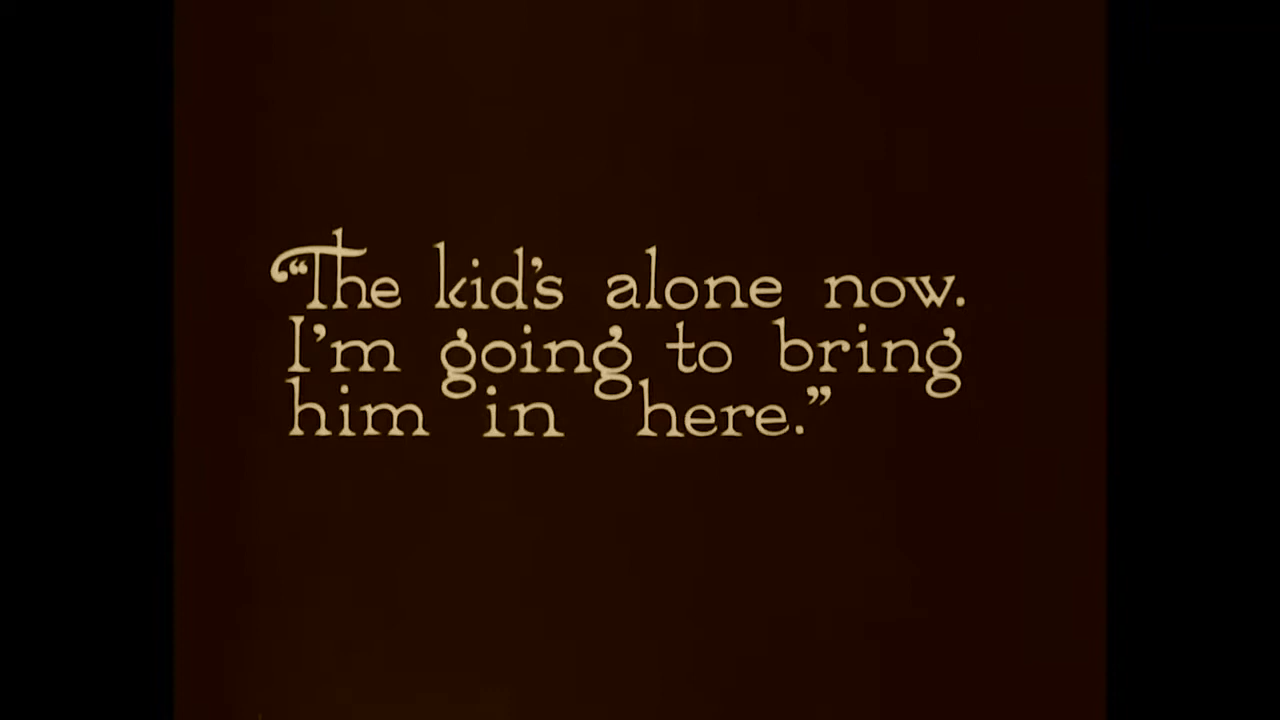 “The kid’s alone now.
I’m going to bring
him in here.”